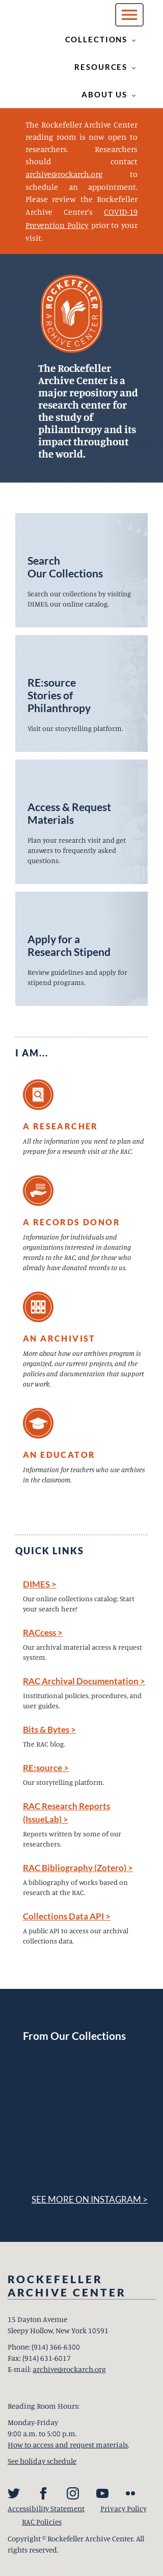 COLLECTIONS
RESOURCES
ABOUT US
The Rockefeller Archive Center
reading room is now open to
researchers. Researchers
should contact
archive@rockarch.org to
schedule an appointment.
Please review the Rockefeller
Archive Center's COVID-19
Prevention Policy prior to your
visit.
ROCKEFELLER
ARCHIVE CENTER
The Rockefeller
Archive Center is a
major repository and
research center for
the study of
philanthropy and its
impact throughout
the world.
Search
Our Collections
Search our collections by visiting
DIMES, our online catalog.
RE:source
Stories of
Philanthropy
Visit our storytelling platform.
Access & Request
Materials
Plan your research visit and get
answers to frequently asked
questions.
Apply for a
Research Stipend
Review guidelines and apply for
stipend programs.
I AM...
A RESEARCHER
All the information you need to plan and
prepare for a research visit at the RAC.
A RECORDS DONOR
Information for individuals and
organizations interested in donating
records to the RAC, and for those who
already have donated records to us.
AN ARCHIVIST
More about how our archives program is
organized, our current projects, and the
policies and documentation that support
our work.
AN EDUCATOR
Information for teachers who use archives
in the classroom.
QUICK LINKS
DIMES >
Our online collections catalog: Start
your search here!
RACcess >
Our archival material access & request
system.
RAC Archival Documentation >
Institutional policies, procedures, and
user guides.
Bits & Bytes >
The RAC blog.
RE:source >
Our storytelling platform.
RAC Research Reports
(IssueLab) >
Reports written by some of our
researchers.
RAC Bibliography (Zotero) >
A bibliography of works based on
research at the RAC.
Collections Data API >
A public API to access our archival
collections data.
From Our Collections
SEE MORE ON INSTAGRAM >
ROCKEFELLER
ARCHIVE CENTER
15 Dayton Avenue
Sleepy Hollow, New York 10591
Phone: (914) 366-6300
Fax: (914) 631-6017
E-mail: archive@rockarch.org
Reading Room Hours:
Monday-Friday
9:00 a.m. to 5:00 p.m.
How to access and request materials.
See holiday schedule
Accessibility Statement Privacy Policy
RAC Policies
Copyright © Rockefeller Archive Center. All
rights reserved.